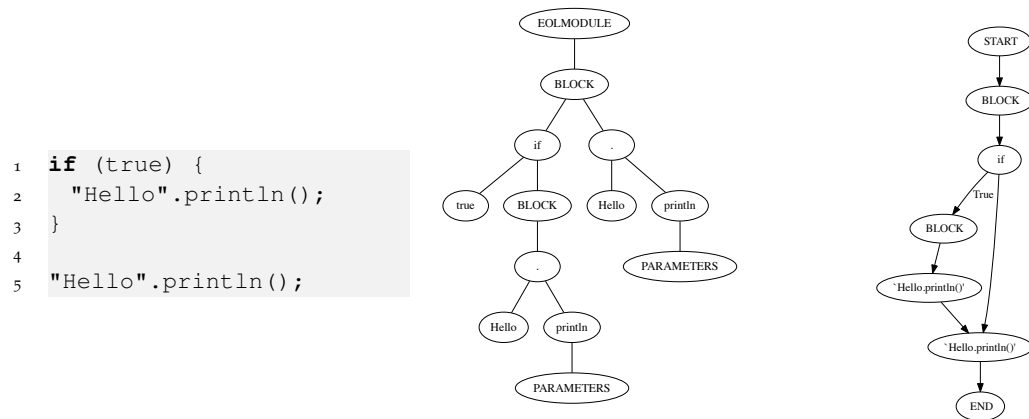 1 if (true) {
2 "Hello".println();
3 }
4
5 "Hello".println();
EOLMODULE
BLOCK
if .
true BLOCK Hello println
. PARAMETERS
Hello println
PARAMETERS
START
BLOCK
if
True
BLOCK
`Hello.println()'
`Hello.println()'
END